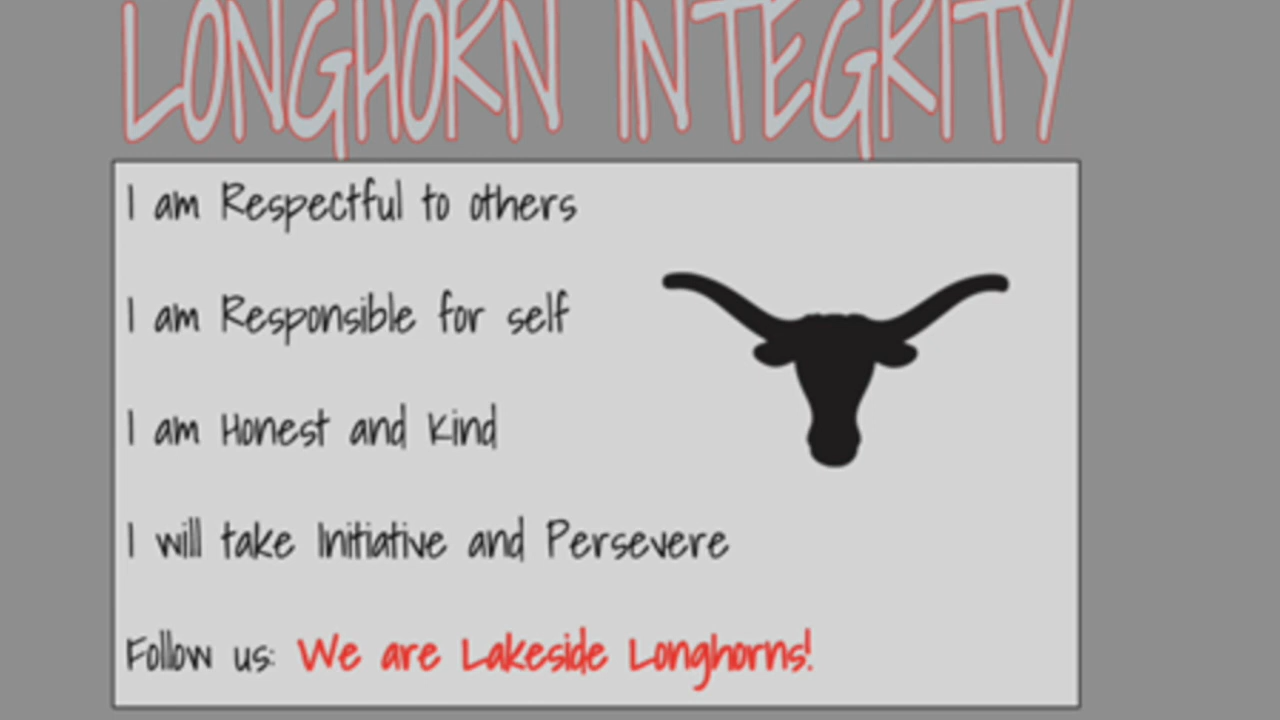 LONGHORN INTEGRITY
I am Respectful to others
I am Responsible for self
I am Honest and Kind
I will take Initiative and Persevere
Follow us: We are Lakeside Longhorns!